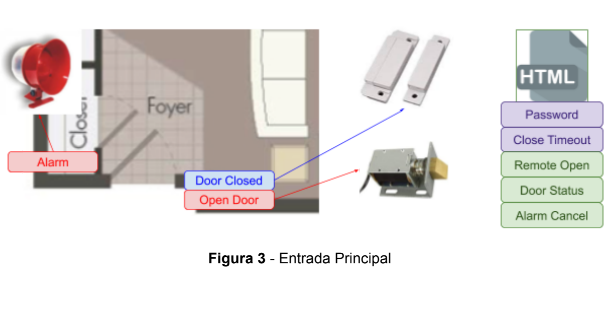 HTML
Password
Foyer
Close
Close Timeout
Alarm
Remote Open
Door Closed
Door Status
Open Door
Alarm Cancel
Figura 3 - Entrada Principal